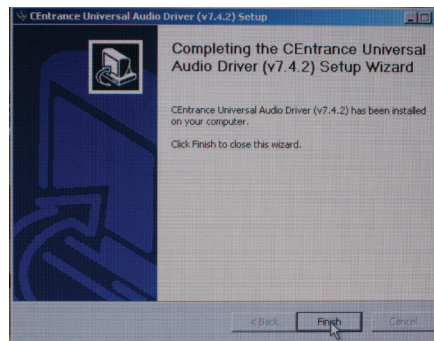 CEntrance Universal Audio Driver (v7.4.2) Setup
Completing the CEntrance Universal
Audio Driver (v7.4.2) Setup Wizard
CEntrance Universal Audio Driver (v7.4.2) has been installed
on your computer.
Click Finish to close this wizard.
< Back
Finish
Cancel